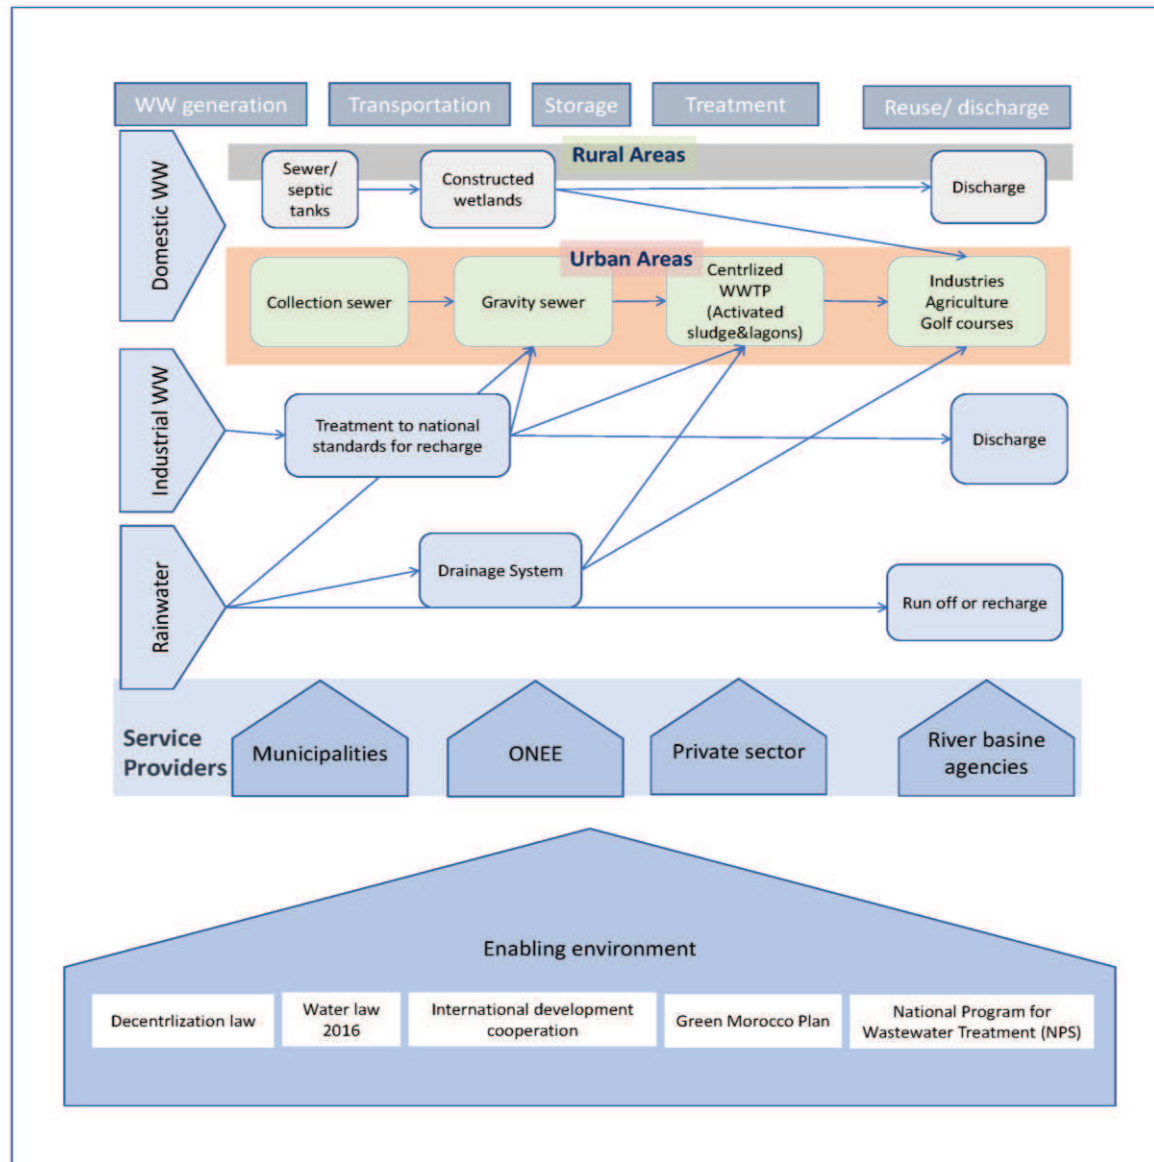 WW generation
Transportation
Storage
Treatment
Reuse/ discharge
Domestic WW
Rural Areas
Sewer/
septic
tanks
Constructed
wetlands
Discharge
Urban Areas
Collection sewer
Gravity sewer
Centrlized
WWTP
(Activated
sludge&lagons)
Industries
Agriculture
Golf courses
Industrial WW
Treatment to national
standards for recharge
Discharge
Rainwater
Drainage System
Run off or recharge
Service
Providers
Municipalities
ONEE
Private sector
River basine
agencies
Enabling environment
Decentrlization law
Water law
2016
International development
cooperation
Green Morocco Plan
National Program for
Wastewater Treatment (NPS)